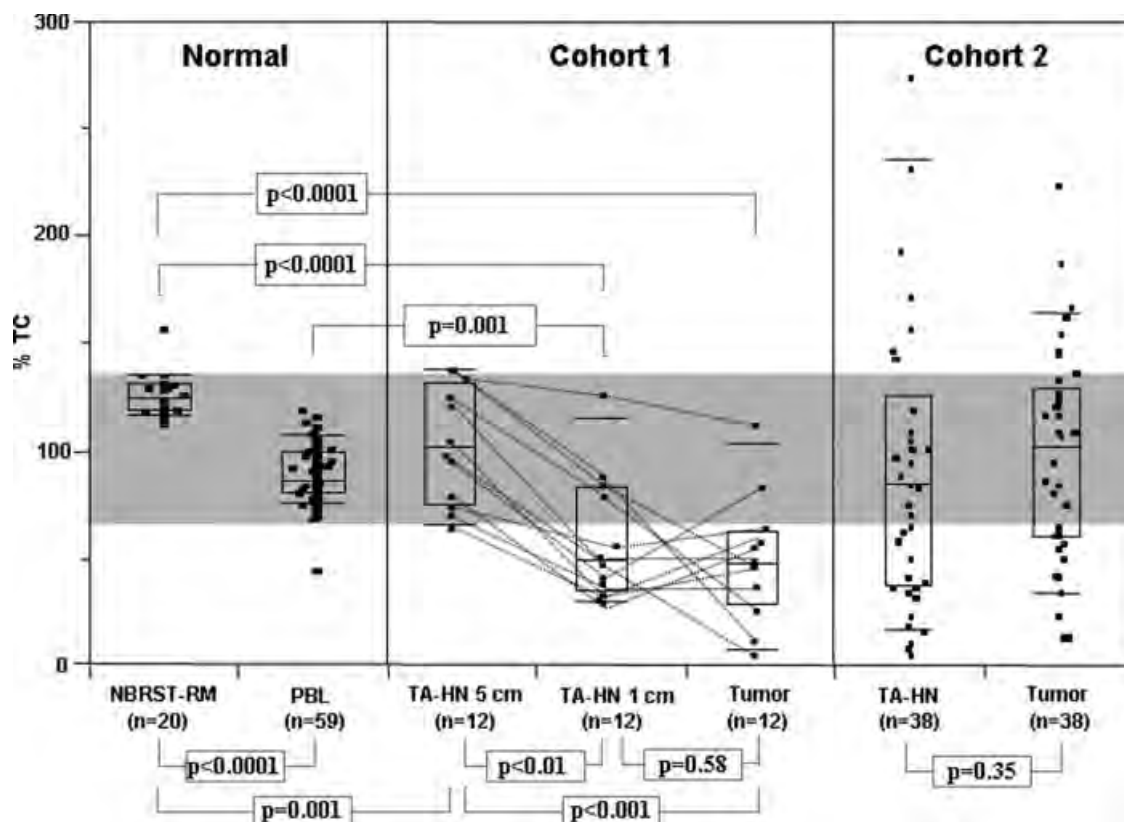 300
Normal
Cohort 1
Cohort 2
p<0.0001
200
p<0.0001
p=0.001
% TC
100
0
NBRST-RM
(n=20)
PBL
(n=59)
TA-HN 5 cm
(n=12)
TA-HN 1 cm
(n=12)
Tumor
(n=12)
TA-HN
(n=38)
Tumor
(n=38)
p<0.0001
p<0.01
p=0.58
p=0.35
p=0.001
p<0.001